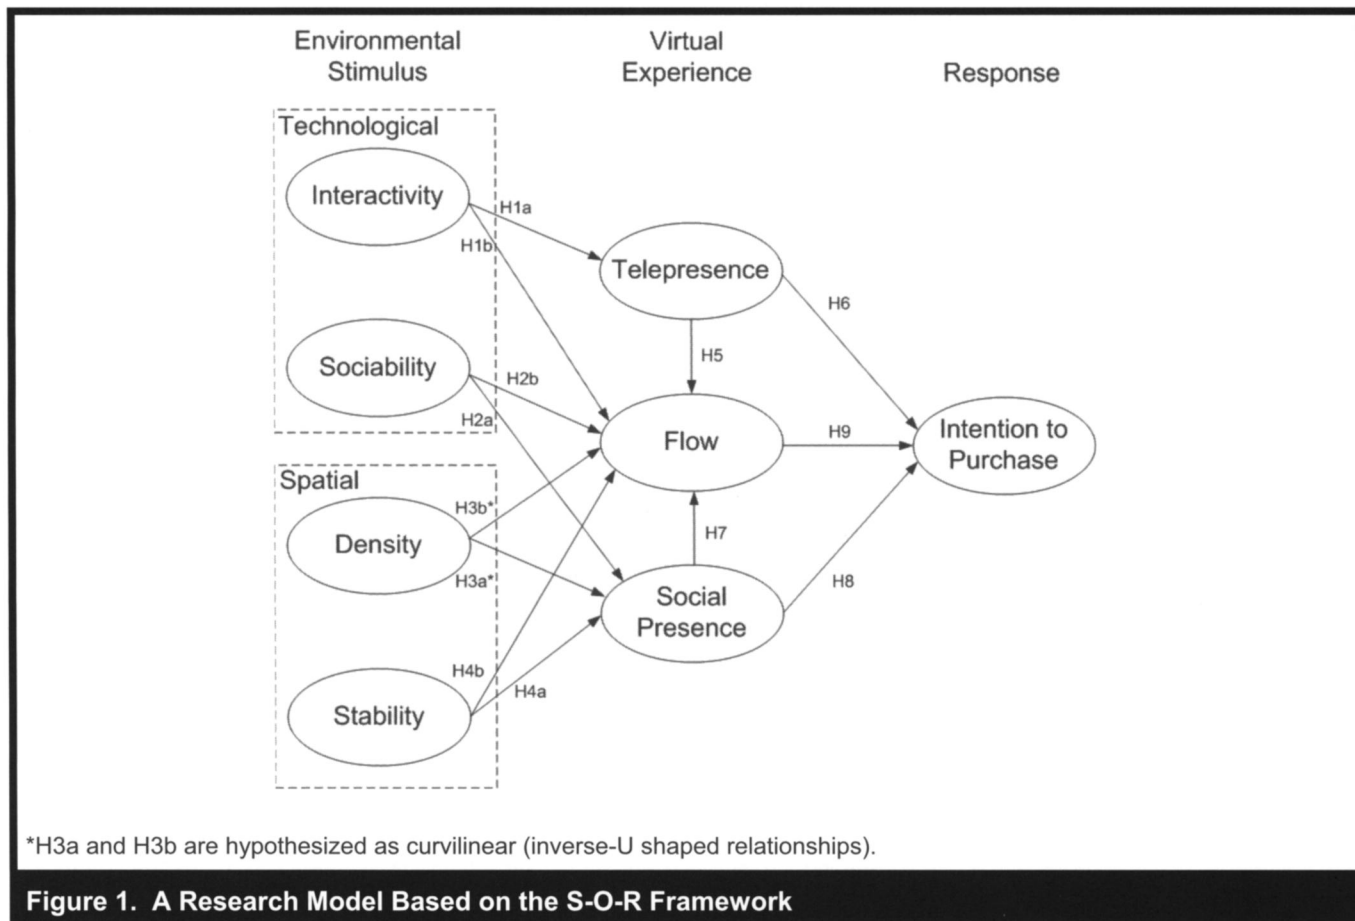 Environmental
Stimulus
Virtual
Experience
Response
Technological
Interactivity
H1a
H1b
Telepresence
H6
H5
Sociability
H2b
H2a
Flow
H9
Intention to
Purchase
Spatial
H3b*
Density
H3a*
H7
Social
Presence
H8
H4b
H4a
Stability
*H3a and H3b are hypothesized as curvilinear (inverse-U shaped relationships).
Figure 1. A Research Model Based on the S-O-R Framework